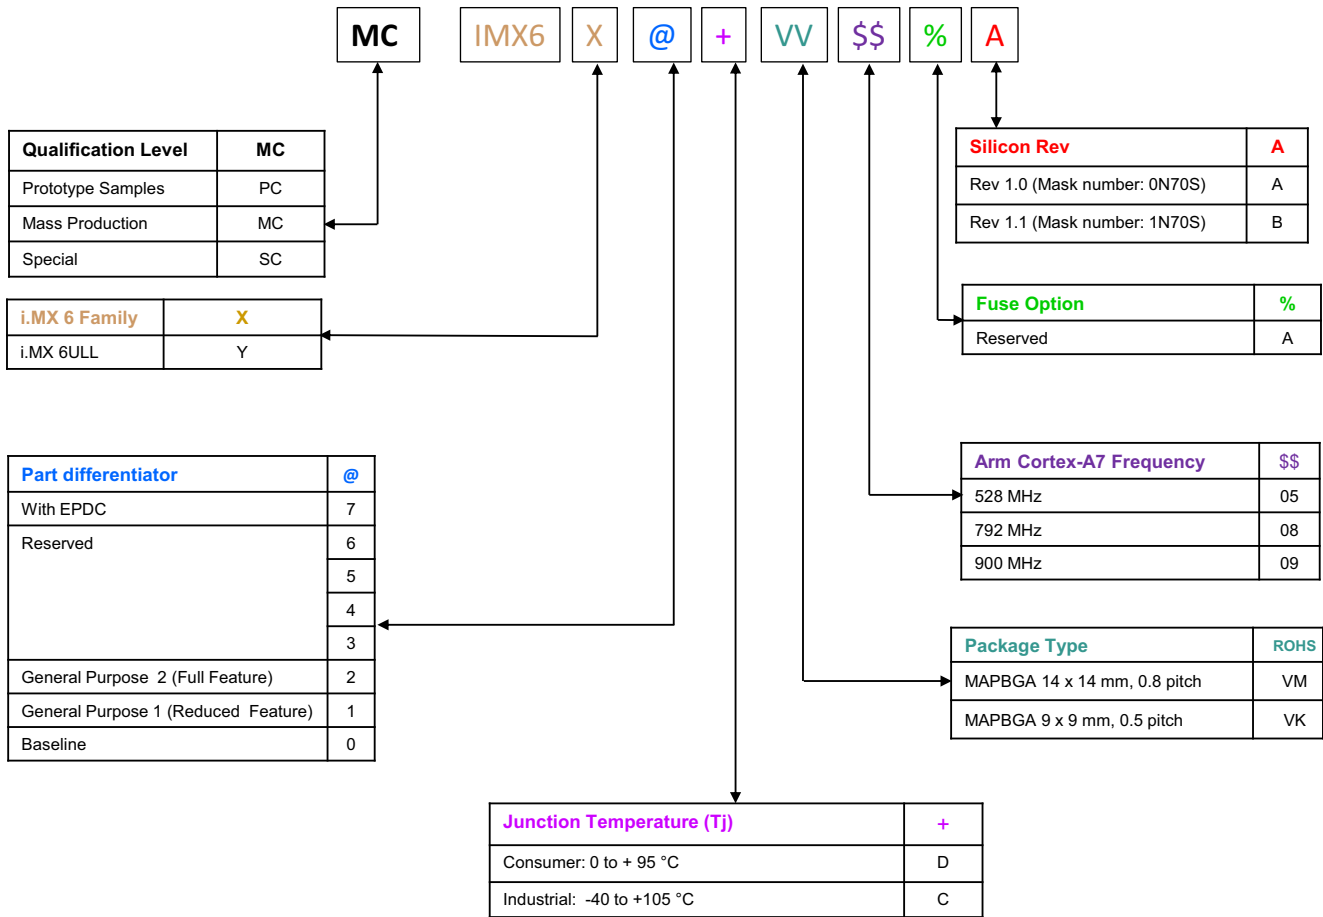 MC IMX6 X @ + VV $$ % A
Qualification Level MC
Prototype Samples PC
Mass Production MC
Special SC
Silicon Rev A
Rev 1.0 (Mask number: 0N70S) A
Rev 1.1 (Mask number: 1N70S) B
i.MX 6 Family X
i.MX 6ULL Y
Fuse Option %
Reserved A
Part differentiator @
With EPDC 7
Reserved 6
5
4
3
General Purpose 2 (Full Feature) 2
General Purpose 1 (Reduced Feature) 1
Baseline 0
Arm Cortex-A7 Frequency $$
528 MHz 05
792 MHz 08
900 MHz 09
Package Type ROHS
MAPBGA 14 x 14 mm, 0.8 pitch VM
MAPBGA 9 x 9 mm, 0.5 pitch VK
Junction Temperature (Tj) +
Consumer: 0 to + 95 °C D
Industrial: -40 to +105 °C C